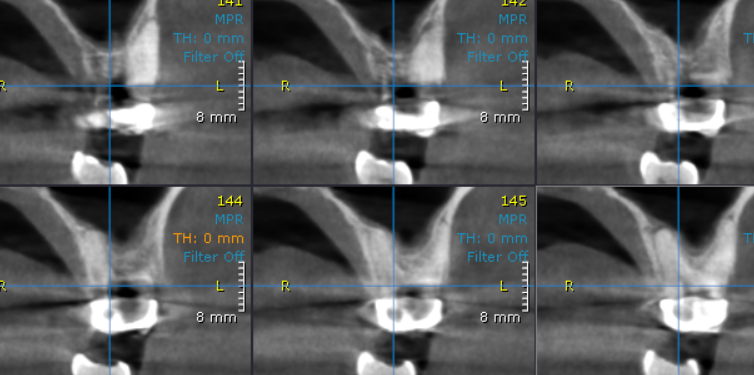 141
MPR
TH: 0 mm
Filter Off
R
L
8 mm
142
MPR
TH: 0 mm
Filter Off
R
L
8 mm
T
R
144
MPR
TH: 0 mm
Filter Off
R
L
8 mm
145
MPR
TH: 0 mm
Filter Off
R
L
8 mm
T
R